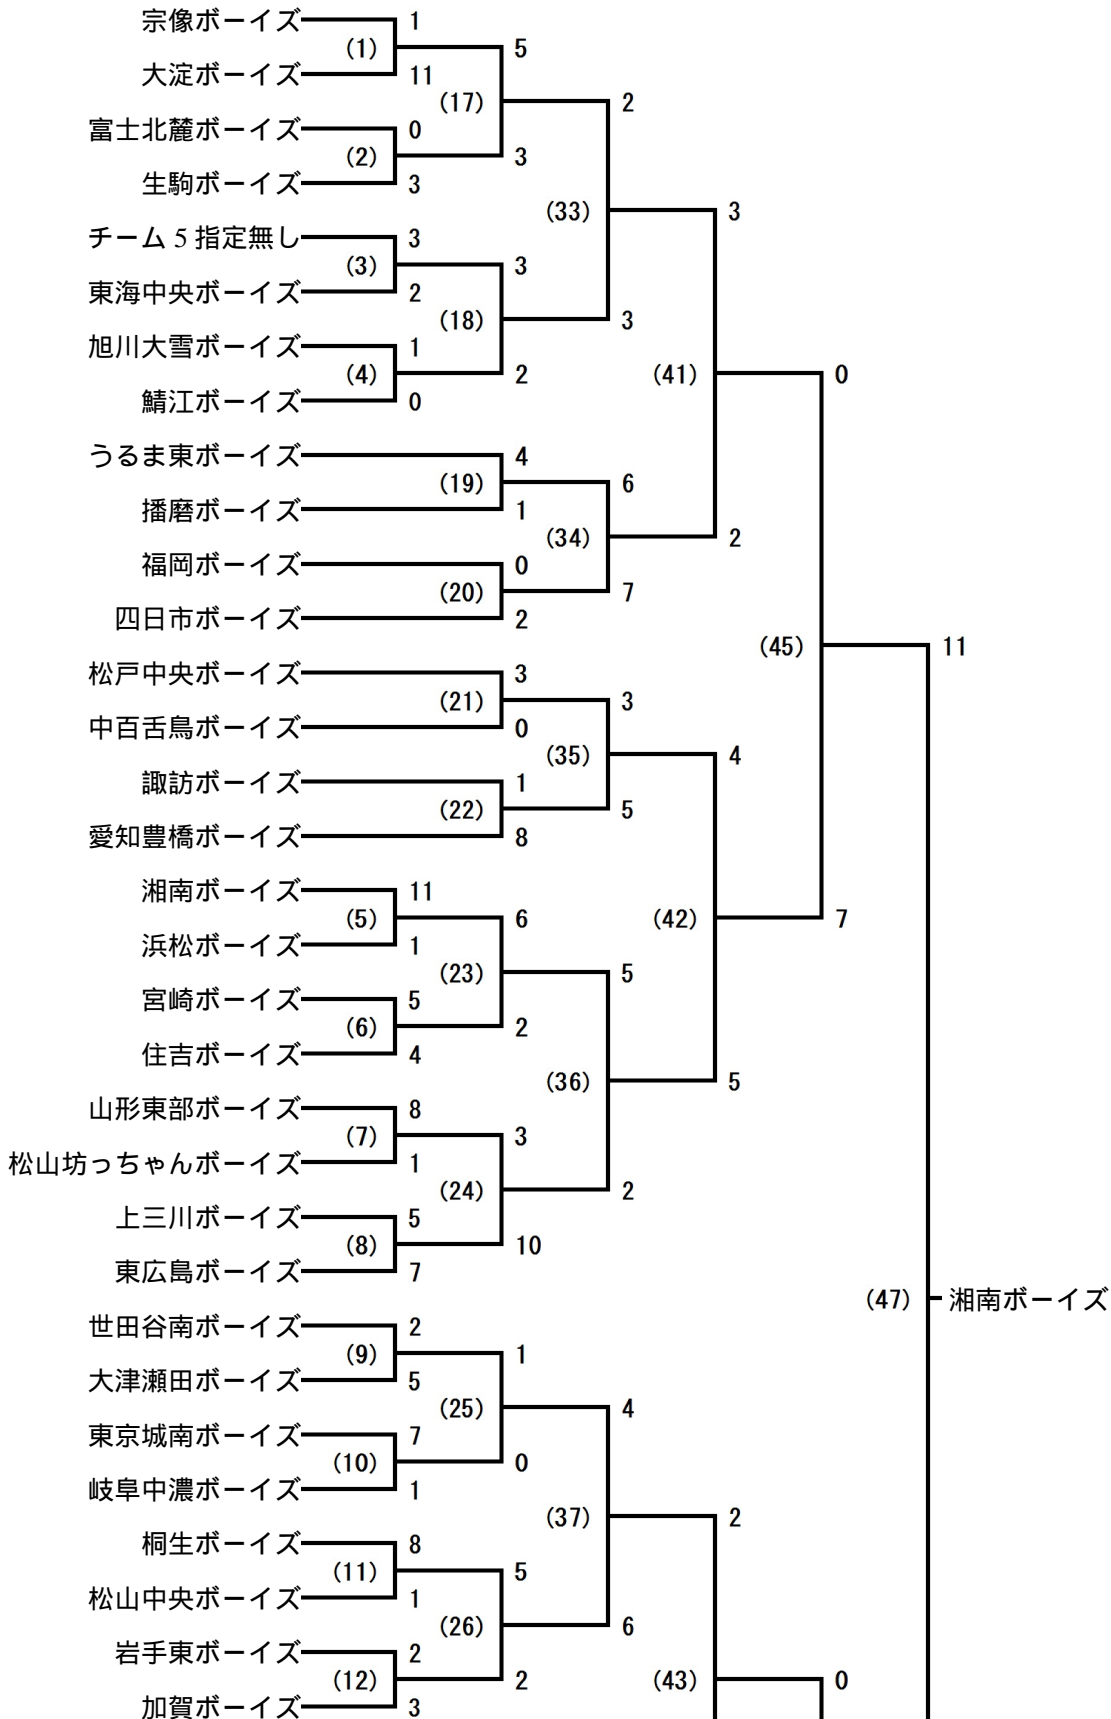 宗像ボーイズ 1
(1) 5
大淀ボーイズ 11
(17) 2
富士北麓ボーイズ 0
(2) 3
生駒ボーイズ 3
(33) 3
チーム 5 指定無し 3
(3) 3
東海中央ボーイズ 2
(18) 3
旭川大雪ボーイズ 1
(4) 2 (41) 0
鯖江ボーイズ 0
うるま東ボーイズ 4
(19) 6
播磨ボーイズ 1
(34) 2
福岡ボーイズ 0
(20) 7
四日市ボーイズ 2
(45) 11
松戸中央ボーイズ 3
(21) 3
中百舌鳥ボーイズ 0
(35) 4
諏訪ボーイズ 1
(22) 5
愛知豊橋ボーイズ 8
湘南ボーイズ 11
(5) 6 (42) 7
浜松ボーイズ 1
(23) 5
宮崎ボーイズ 5
(6) 2
住吉ボーイズ 4
(36) 5
山形東部ボーイズ 8
(7) 3
松山坊っちゃんボーイズ 1
(24) 2
上三川ボーイズ 5
(8) 10
東広島ボーイズ 7
(47) 湘南ボーイズ
世田谷南ボーイズ 2
(9) 1
大津瀬田ボーイズ 5
(25) 4
東京城南ボーイズ 7
(10) 0
岐阜中濃ボーイズ 1
(37) 2
桐生ボーイズ 8
(11) 5
松山中央ボーイズ 1
(26) 6
岩手東ボーイズ 2
(12) 2 (43) 0
加賀ボーイズ 3